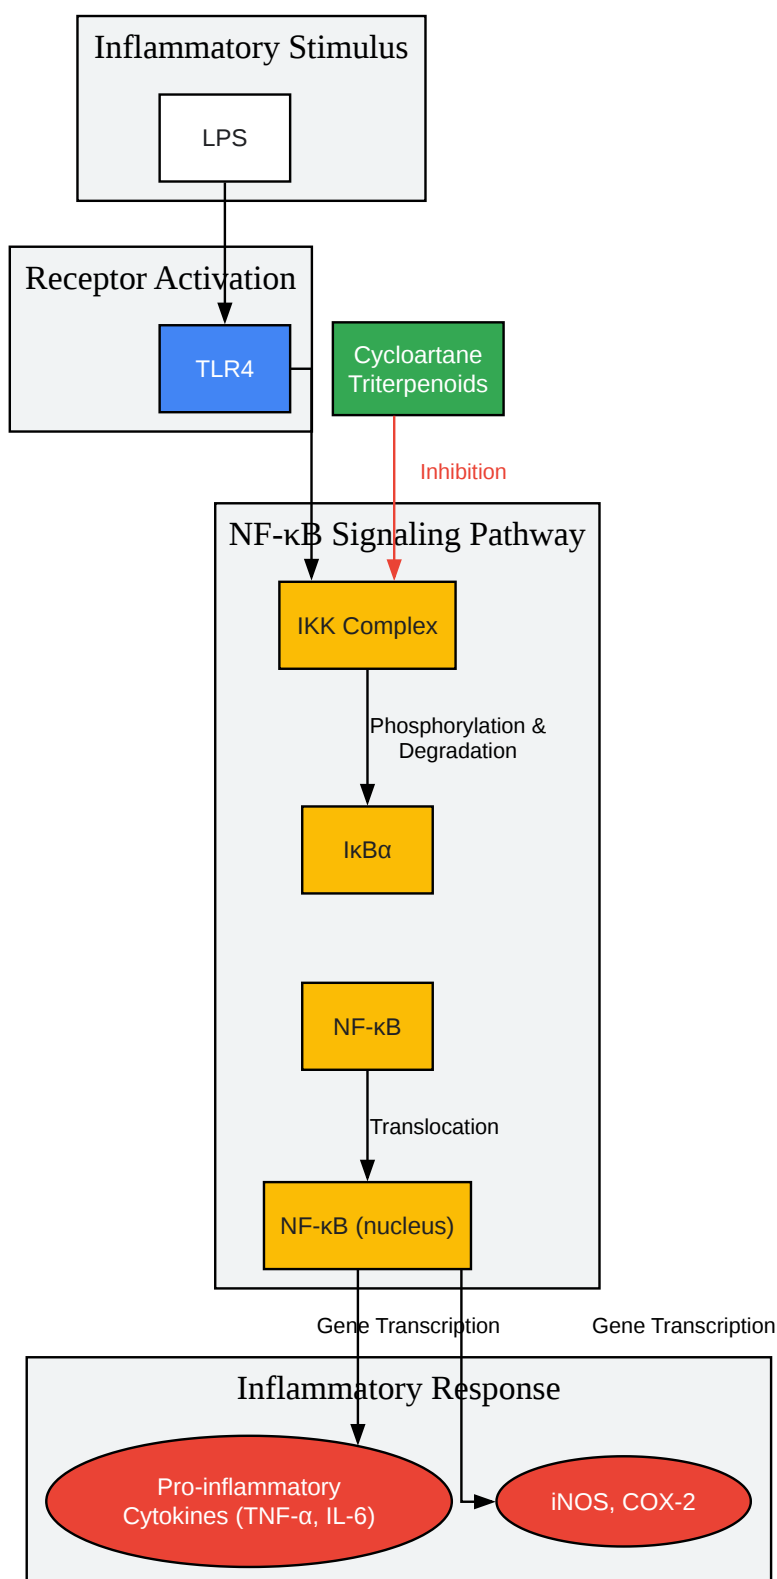 Inflammatory Stimulus
LPS
Receptor Activation
TLR4
Cycloartane
Triterpenoids
Inhibition
NF-κB Signaling Pathway
IKK Complex
Phosphorylation &
Degradation
IκBα
NF-κB
Translocation
NF-κB (nucleus)
Gene Transcription
Gene Transcription
Inflammatory Response
Pro-inflammatory
Cytokines (TNF-α, IL-6)
iNOS, COX-2